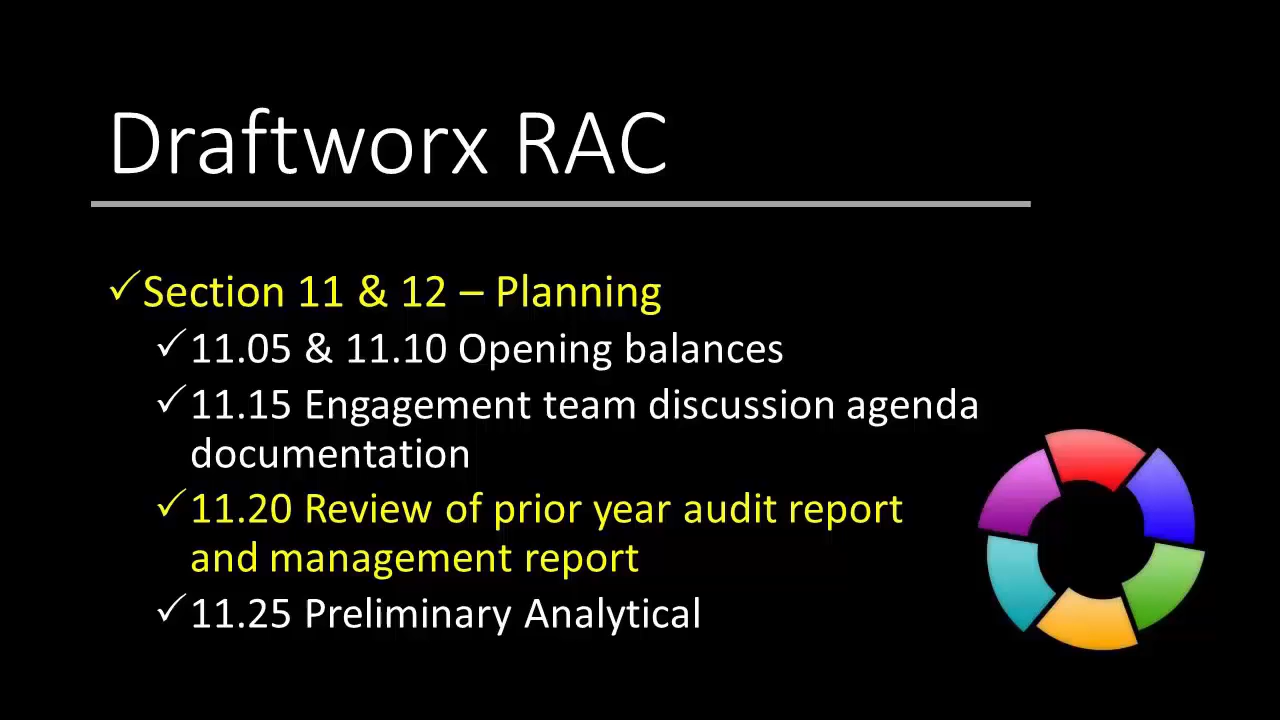 Draftworx RAC
✓Section 11 & 12 – Planning
✓11.05 & 11.10 Opening balances
✓11.15 Engagement team discussion agenda
documentation
✓11.20 Review of prior year audit report
and management report
✓11.25 Preliminary Analytical